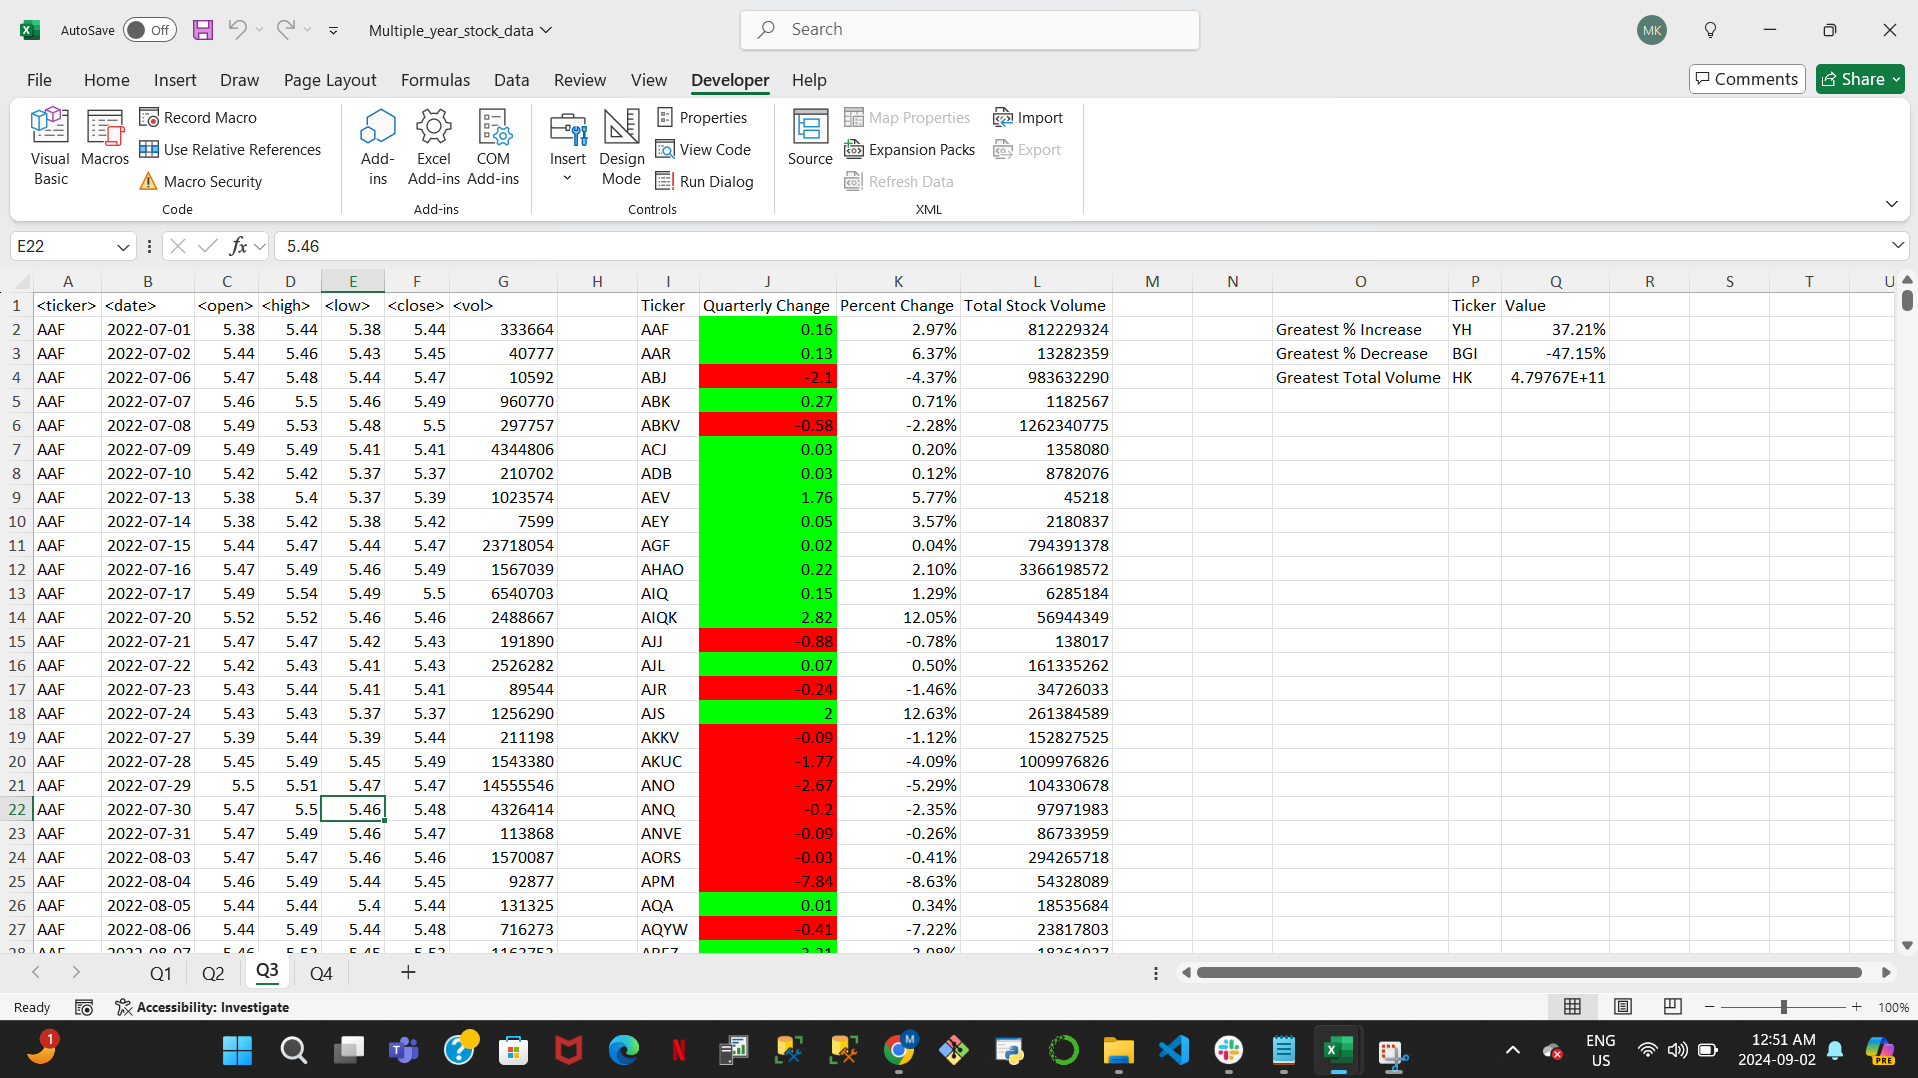 AutoSave Off Multiple_year_stock_data Search MK
File Home Insert Draw Page Layout Formulas Data Review View Developer Help Comments Share
Visual Basic Macros Record Macro Use Relative References Macro Security Code
Add-ins Excel Add-ins COM Add-ins Add-ins
Insert Design Mode Properties View Code Run Dialog Controls
Source Map Properties Expansion Packs Refresh Data Import Export XML
E22 fx 5.46
A B C D E F G H I J K L M N O P Q R S T U
1 <ticker> <date> <open> <high> <low> <close> <vol> Ticker Quarterly Change Percent Change Total Stock Volume Ticker Value
2 AAF 2022-07-01 5.38 5.44 5.38 5.44 333664 AAF 0.16 2.97% 812229324 Greatest % Increase YH 37.21%
3 AAF 2022-07-02 5.44 5.46 5.43 5.45 40777 AAR 0.13 6.37% 13282359 Greatest % Decrease BGI -47.15%
4 AAF 2022-07-06 5.47 5.48 5.44 5.47 10592 ABJ -2.1 -4.37% 983632290 Greatest Total Volume HK 4.79767E+11
5 AAF 2022-07-07 5.46 5.5 5.46 5.49 960770 ABK 0.27 0.71% 1182567
6 AAF 2022-07-08 5.49 5.53 5.48 5.5 297757 ABKV -0.58 -2.28% 1262340775
7 AAF 2022-07-09 5.49 5.49 5.41 5.41 4344806 ACJ 0.03 0.20% 1358080
8 AAF 2022-07-10 5.42 5.42 5.37 5.37 210702 ADB 0.03 0.12% 8782076
9 AAF 2022-07-13 5.38 5.4 5.37 5.39 1023574 AEV 1.76 5.77% 45218
10 AAF 2022-07-14 5.38 5.42 5.38 5.42 7599 AEY 0.05 3.57% 2180837
11 AAF 2022-07-15 5.44 5.47 5.44 5.47 23718054 AGF 0.02 0.04% 794391378
12 AAF 2022-07-16 5.47 5.49 5.46 5.49 1567039 AHAO 0.22 2.10% 3366198572
13 AAF 2022-07-17 5.49 5.54 5.49 5.5 6540703 AIQ 0.15 1.29% 6285184
14 AAF 2022-07-20 5.52 5.52 5.46 5.46 2488667 AIQK 2.82 12.05% 56944349
15 AAF 2022-07-21 5.47 5.47 5.42 5.43 191890 AJJ -0.88 -0.78% 138017
16 AAF 2022-07-22 5.42 5.43 5.41 5.43 2526282 AJL 0.07 0.50% 161335262
17 AAF 2022-07-23 5.43 5.44 5.41 5.41 89544 AJR -0.24 -1.46% 34726033
18 AAF 2022-07-24 5.43 5.43 5.37 5.37 1256290 AJS 2 12.63% 261384589
19 AAF 2022-07-27 5.39 5.44 5.39 5.44 211198 AKKV -0.09 -1.12% 152827525
20 AAF 2022-07-28 5.45 5.49 5.45 5.49 1543380 AKUC -1.77 -4.09% 1009976826
21 AAF 2022-07-29 5.5 5.51 5.47 5.47 14555546 ANO -2.67 -5.29% 104330678
22 AAF 2022-07-30 5.47 5.5 5.46 5.48 4326414 ANQ -0.2 -2.35% 97971983
23 AAF 2022-07-31 5.47 5.49 5.46 5.47 113868 ANVE -0.09 -0.26% 86733959
24 AAF 2022-08-03 5.47 5.47 5.46 5.46 1570087 AORS -0.03 -0.41% 294265718
25 AAF 2022-08-04 5.46 5.49 5.44 5.45 92877 APM -7.84 -8.63% 54328089
26 AAF 2022-08-05 5.44 5.44 5.4 5.44 131325 AQA 0.01 0.34% 18535684
27 AAF 2022-08-06 5.44 5.49 5.44 5.48 716273 AQYW -0.41 -7.22% 23817803
Q1 Q2 Q3 Q4
Ready Accessibility: Investigate 100%
1 ENG US 12:51 AM 2024-09-02